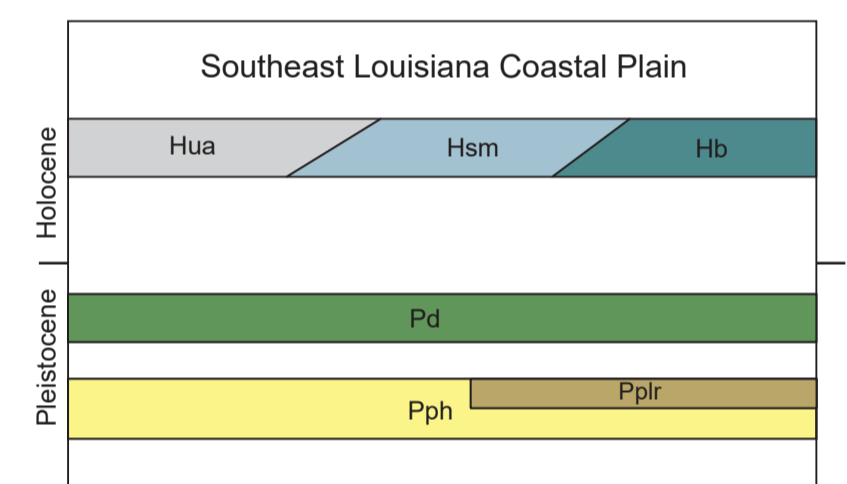 Southeast Louisiana Coastal Plain
Holocene
Hua
Hsm
Hb
Pleistocene
Pd
Pplr
Pph